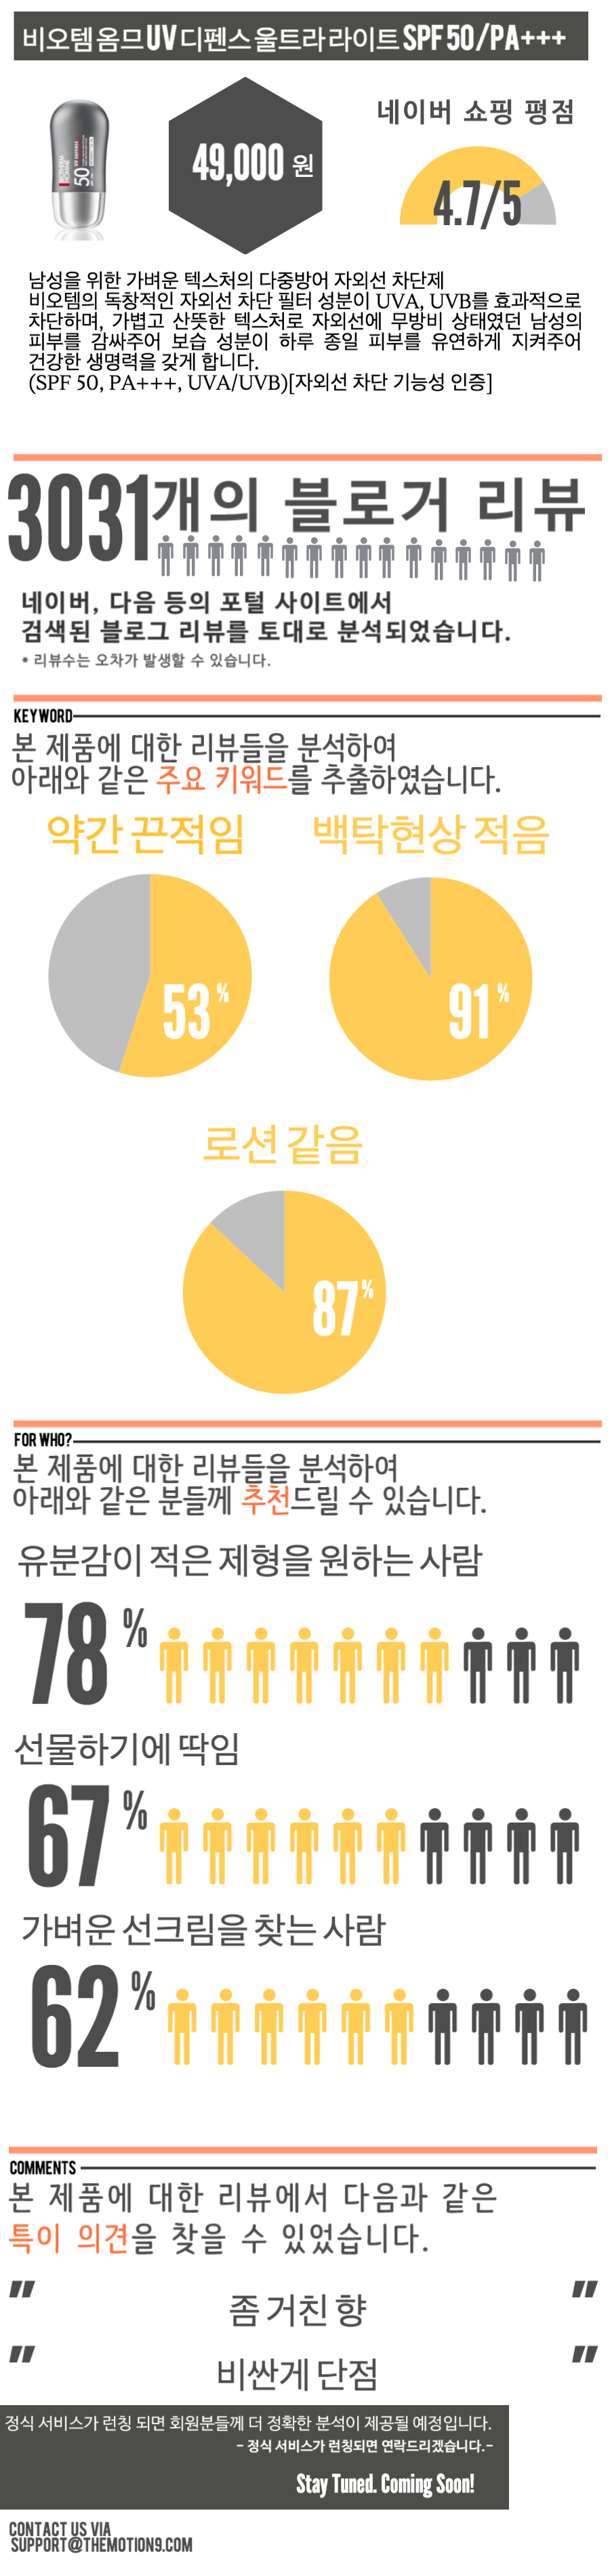 비오템옴므UV디펜스울트라라이트SPF50/PA+++
네이버 쇼핑 평점
49,000 원
4.7/5
BIOTHERM
HOMME
50
남성을 위한 가벼운 텍스처의 다중방어 자외선 차단제
비오템의 독창적인 자외선 차단 필터 성분이 UVA, UVB를 효과적으로
차단하며, 가볍고 산뜻한 텍스처로 자외선에 무방비 상태였던 남성의
피부를 감싸주어 보습 성분이 하루 종일 피부를 유연하게 지켜주어
건강한 생명력을 갖게 합니다.
(SPF 50, PA+++, UVA/UVB)[자외선 차단 기능성 인증]
3031개의 블로거 리뷰
네이버, 다음 등의 포털 사이트에서
검색된 블로그 리뷰를 토대로 분석되었습니다.
* 리뷰수는 오차가 발생할 수 있습니다.
KEYWORD
본 제품에 대한 리뷰들을 분석하여
아래와 같은 주요 키워드를 추출하였습니다.
약간 끈적임
백탁현상 적음
53%
91%
로션 같음
87%
FOR WHO?
본 제품에 대한 리뷰들을 분석하여
아래와 같은 분들께 추천드릴 수 있습니다.
유분감이 적은 제형을 원하는 사람
78%
선물하기에 딱임
67%
가벼운 선크림을 찾는 사람
62%
COMMENTS
본 제품에 대한 리뷰에서 다음과 같은
특이 의견을 찾을 수 있었습니다.
" 좀 거친 향 "
" 비싼게 단점 "
정식 서비스가 런칭 되면 회원분들께 더 정확한 분석이 제공될 예정입니다.
- 정식 서비스가 런칭되면 연락드리겠습니다.-
Stay Tuned. Coming Soon!
CONTACT US VIA
SUPPORT@THEMOTION9.COM